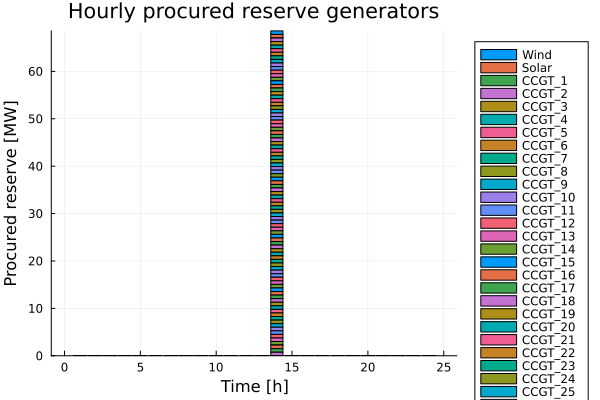 Hourly procured reserve generators
Procured reserve [MW]
60
50
40
30
20
10
0
0 5 10 15 20 25
Time [h]
Wind
Solar
CCGT_1
CCGT_2
CCGT_3
CCGT_4
CCGT_5
CCGT_6
CCGT_7
CCGT_8
CCGT_9
CCGT_10
CCGT_11
CCGT_12
CCGT_13
CCGT_14
CCGT_15
CCGT_16
CCGT_17
CCGT_18
CCGT_19
CCGT_20
CCGT_21
CCGT_22
CCGT_23
CCGT_24
CCGT_25